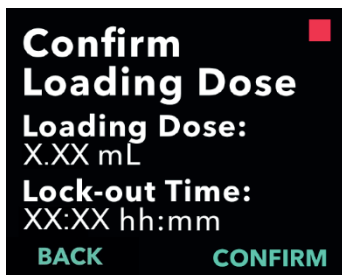 Confirm
Loading Dose
Loading Dose:
X.XX mL
Lock-out Time:
XX:XX hh:mm
BACK CONFIRM